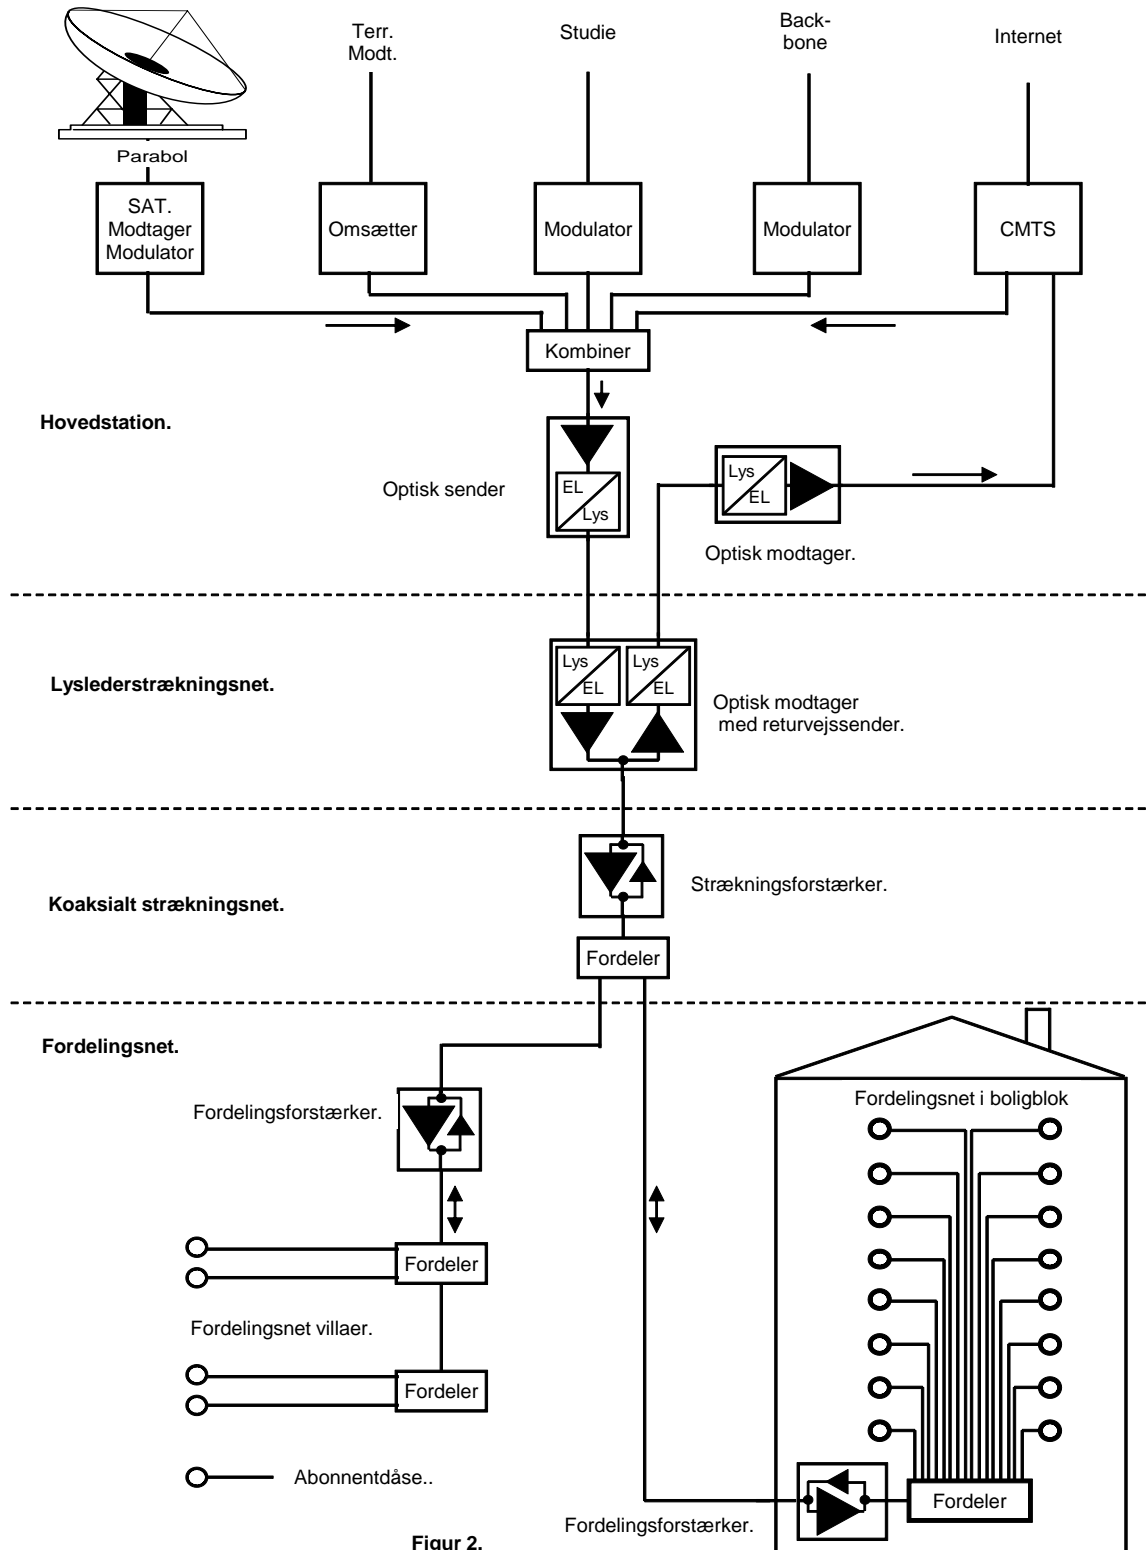 Terr.
Modt.
Studie
Back-
bone
Internet
Parabol
SAT.
Modtager
Modulator
Omsætter
Modulator
Modulator
CMTS
Kombiner
Hovedstation.
Optisk sender
EL
Lys
Lys
EL
Optisk modtager.
Lyslederstrækningsnet.
Lys
EL
Lys
EL
Optisk modtager
med returvejssender.
Koaksialt strækningsnet.
Strækningsforstærker.
Fordeler
Fordelingsnet.
Fordelingsforstærker.
Fordelingsnet i boligblok
Fordeler
Fordelingsnet villaer.
Fordeler
Abonnentdåse..
Fordeler
Fordelingsforstærker.
Figur 2.